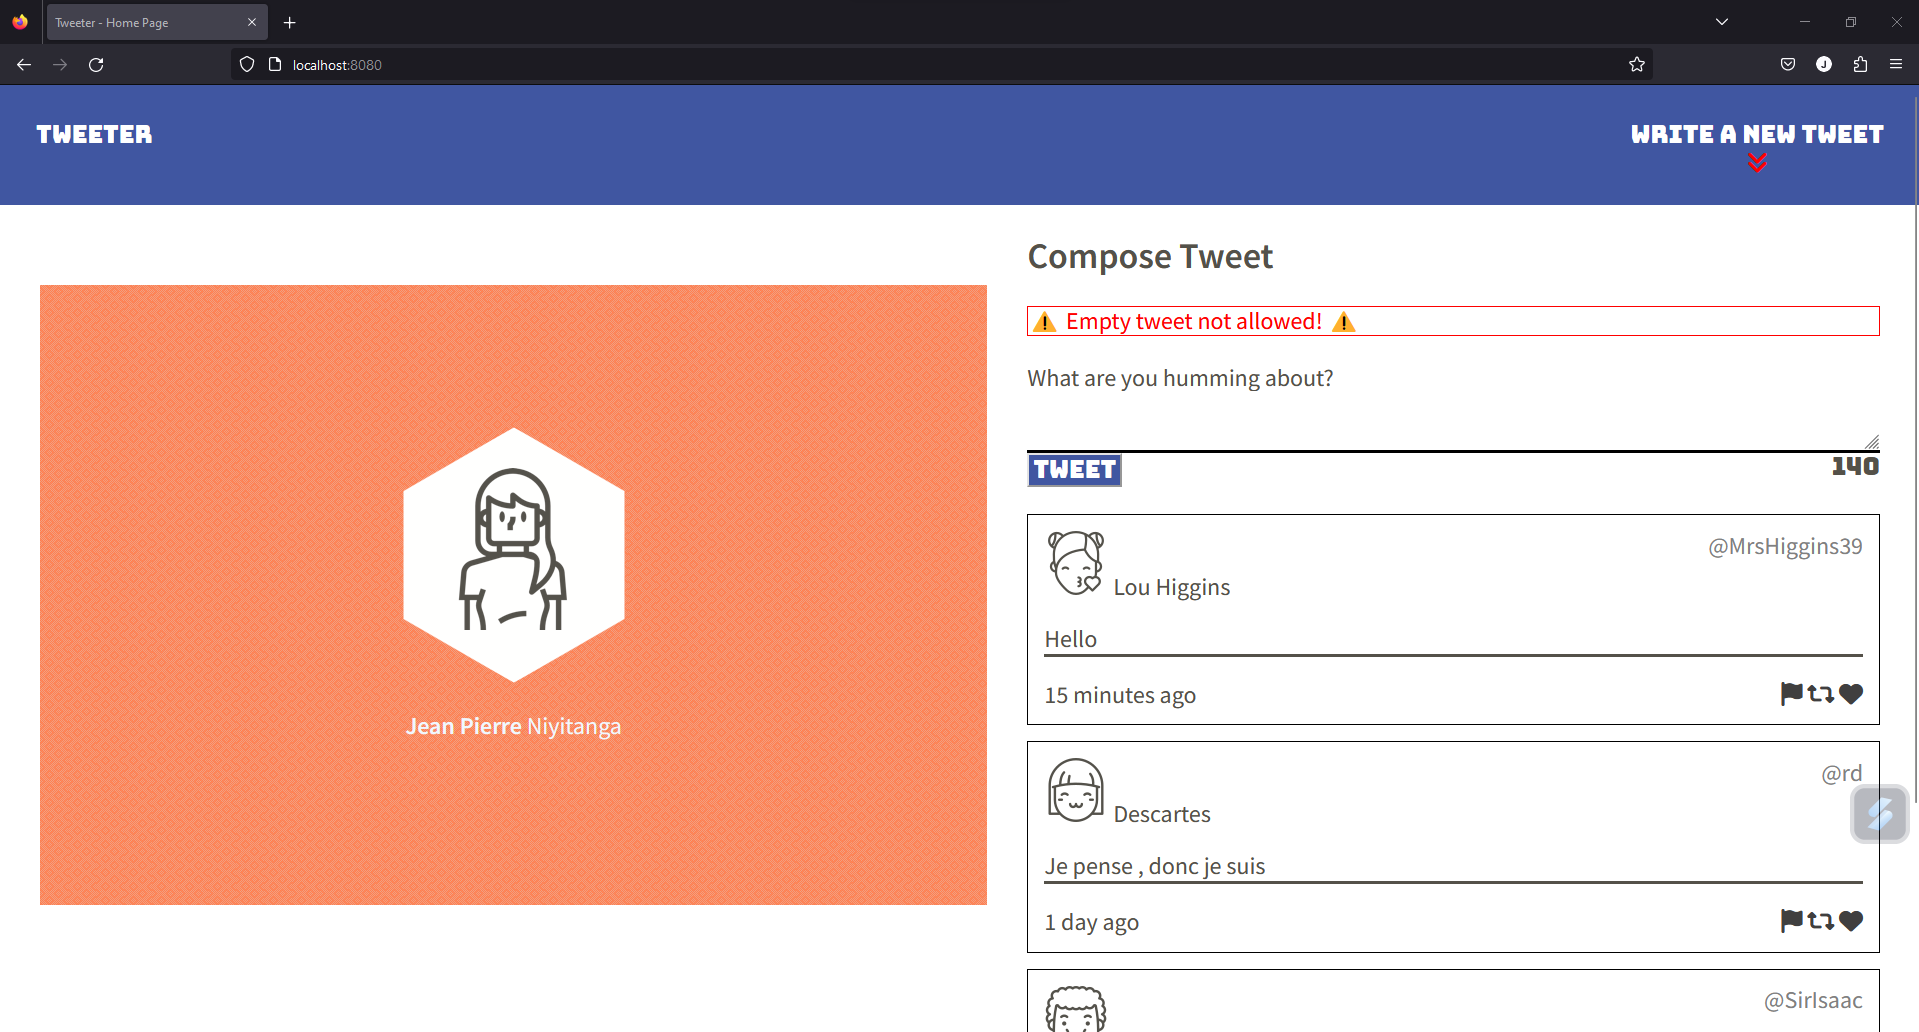 Tweeter - Home Page
localhost:8080
J
TWEETER
WRITE A NEW TWEET
Compose Tweet
⚠️ Empty tweet not allowed! ⚠️
What are you humming about?
TWEET
140
@MrsHiggins39
Lou Higgins
Hello
15 minutes ago
@rd
Descartes
Je pense , donc je suis
1 day ago
@SirIsaac
Jean Pierre Niyitanga